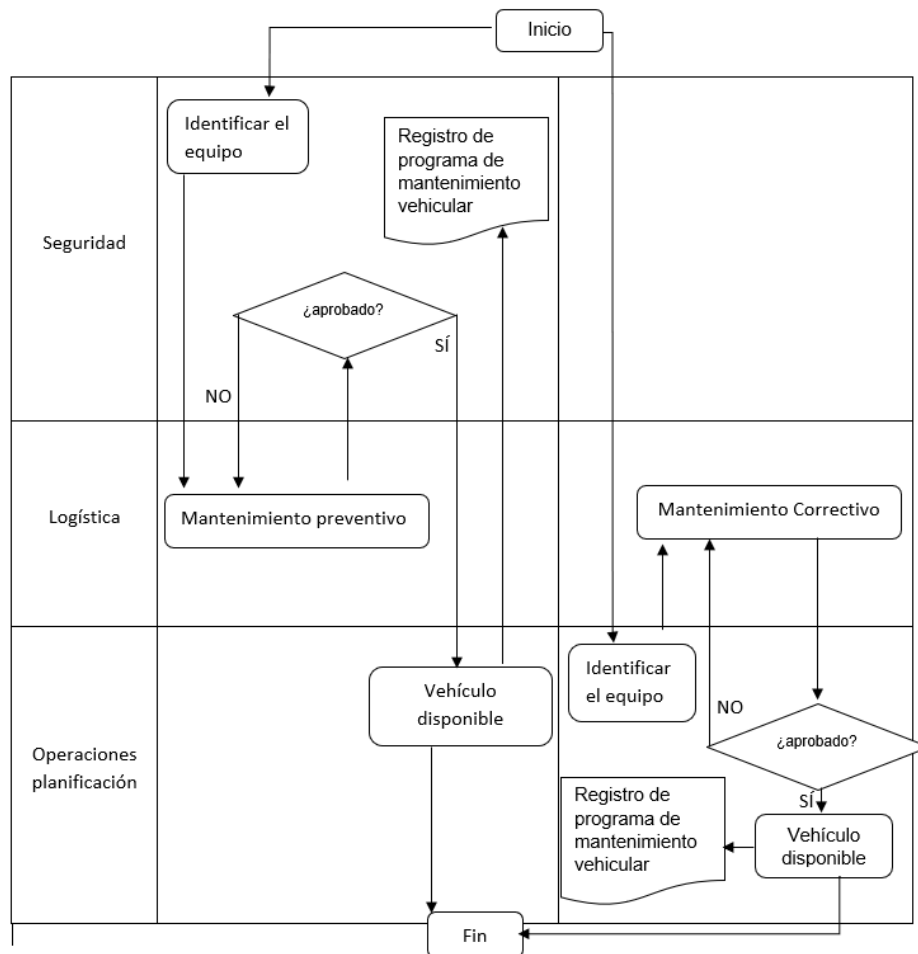 Inicio
Identificar el
equipo
Registro de
programa de
mantenimiento
vehicular
Seguridad
¿aprobado?
SÍ
NO
Logística
Mantenimiento preventivo
Mantenimiento Correctivo
Identificar
el equipo
Vehículo
disponible
NO
¿aprobado?
Operaciones
planificación
SÍ
Registro de
programa de
mantenimiento
vehicular
Vehículo
disponible
Fin